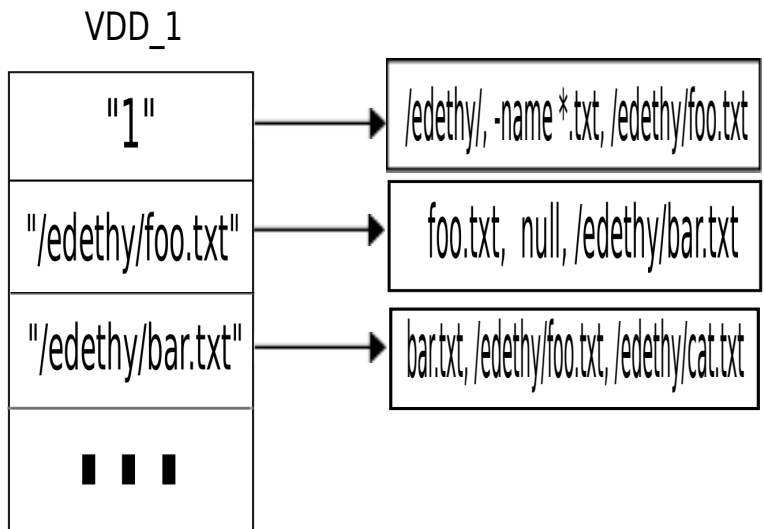 VDD_1
"1"
/edethy/, -name *.txt, /edethy/foo.txt
"/edethy/foo.txt"
foo.txt, null, /edethy/bar.txt
"/edethy/bar.txt"
bar.txt, /edethy/foo.txt, /edethy/cat.txt
...